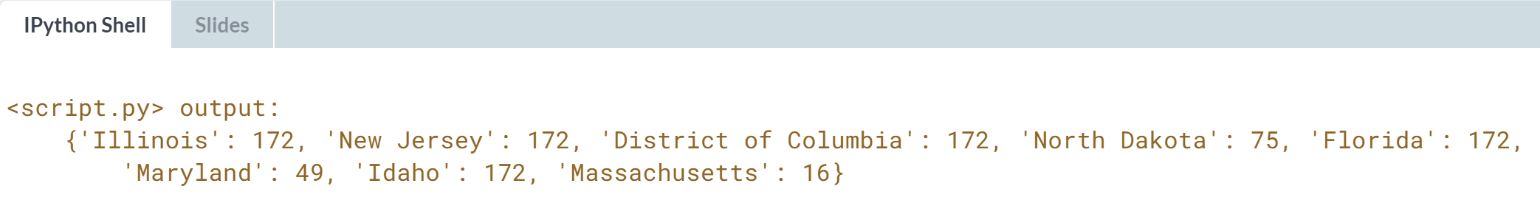 IPython Shell Slides
<script.py> output:
{'Illinois': 172, 'New Jersey': 172, 'District of Columbia': 172, 'North Dakota': 75, 'Florida': 172,
'Maryland': 49, 'Idaho': 172, 'Massachusetts': 16}